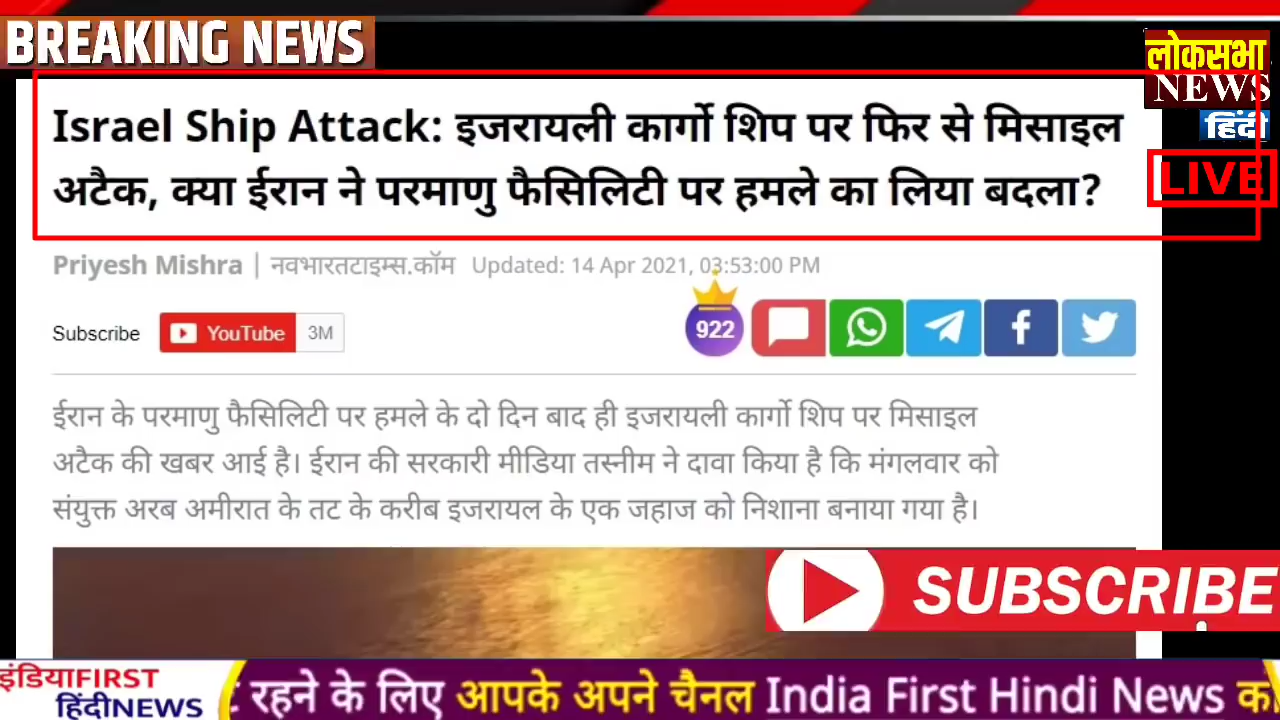 BREAKING NEWS
लोकसभा
NEWS
हिंदी
LIVE
Israel Ship Attack: इजरायली कार्गो शिप पर फिर से मिसाइल
अटैक, क्या ईरान ने परमाणु फैसिलिटी पर हमले का लिया बदला?
Priyesh Mishra | नवभारतटाइम्स.कॉम Updated: 14 Apr 2021, 03:53:00 PM
Subscribe YouTube 3M 922
ईरान के परमाणु फैसिलिटी पर हमले के दो दिन बाद ही इजरायली कार्गो शिप पर मिसाइल
अटैक की खबर आई है। ईरान की सरकारी मीडिया तस्नीम ने दावा किया है कि मंगलवार को
संयुक्त अरब अमीरात के तट के करीब इजरायल के एक जहाज को निशाना बनाया गया है।
SUBSCRIBE
इंडियाFIRST
हिंदीNEWS
रहने के लिए आपके अपने चैनल India First Hindi News